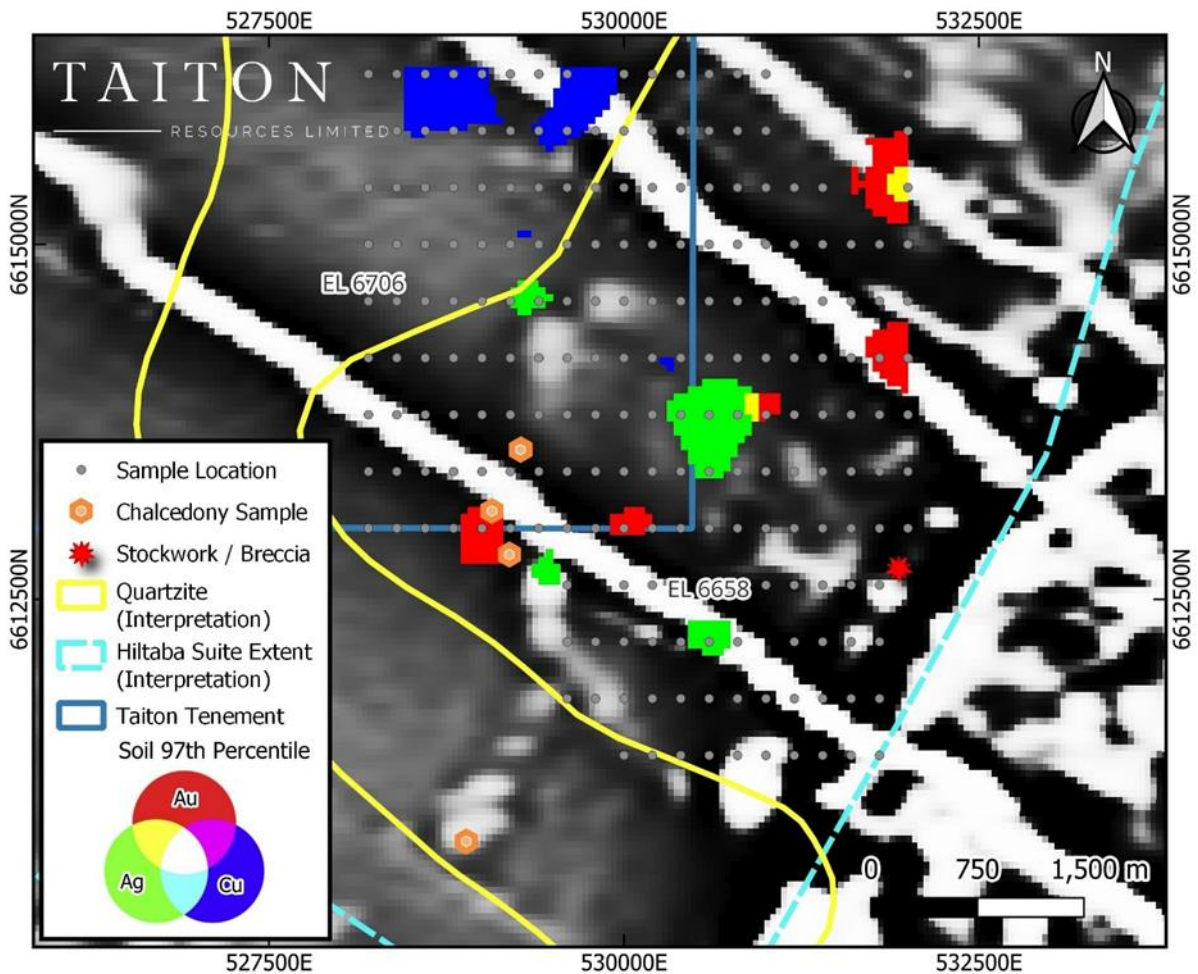 527500E 530000E 532500E
TAITON
RESOURCES LIMITED
N
6615000N
6615000N
EL 6706
Sample Location
Chalcedony Sample
Stockwork / Breccia
Quartzite
(Interpretation)
Hiltaba Suite Extent
(Interpretation)
Taiton Tenement
Soil 97th Percentile
Au
Ag
Cu
6612500N
EL 6658
6612500N
0 750 1,500 m
527500E 530000E 532500E